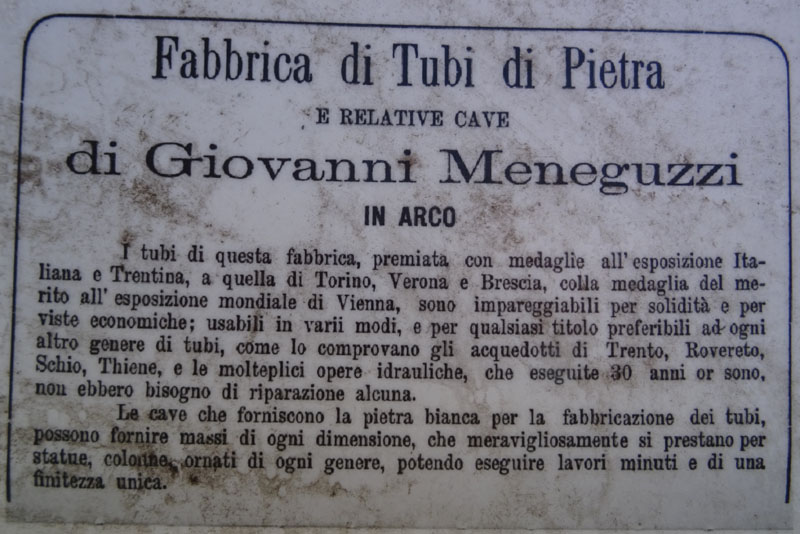 Fabbrica di Tubi di Pietra
E RELATIVE CAVE
di Giovanni Meneguzzi
IN ARCO
I tubi di questa fabbrica, premiata con medaglie all'esposizione Ita-
liana e Trentina, a quella di Torino, Verona e Brescia, colla medaglia del me-
rito all'esposizione mondiale di Vienna, sono impareggiabili per solidità e per
viste economiche; usabili in varii modi, e per qualsiasi titolo preferibili ad ogni
altro genere di tubi, come lo comprovano gli acquedotti di Trento, Rovereto,
Schio, Thiene, e le molteplici opere idrauliche, che eseguite 30 anni or sono,
non ebbero bisogno di riparazione alcuna.
Le cave che forniscono la pietra bianca per la fabbricazione dei tubi,
possono fornire massi di ogni dimensione, che meravigliosamente si prestano per
statue, colonne, ornati di ogni genere, potendo eseguire lavori minuti e di una
finitezza unica.